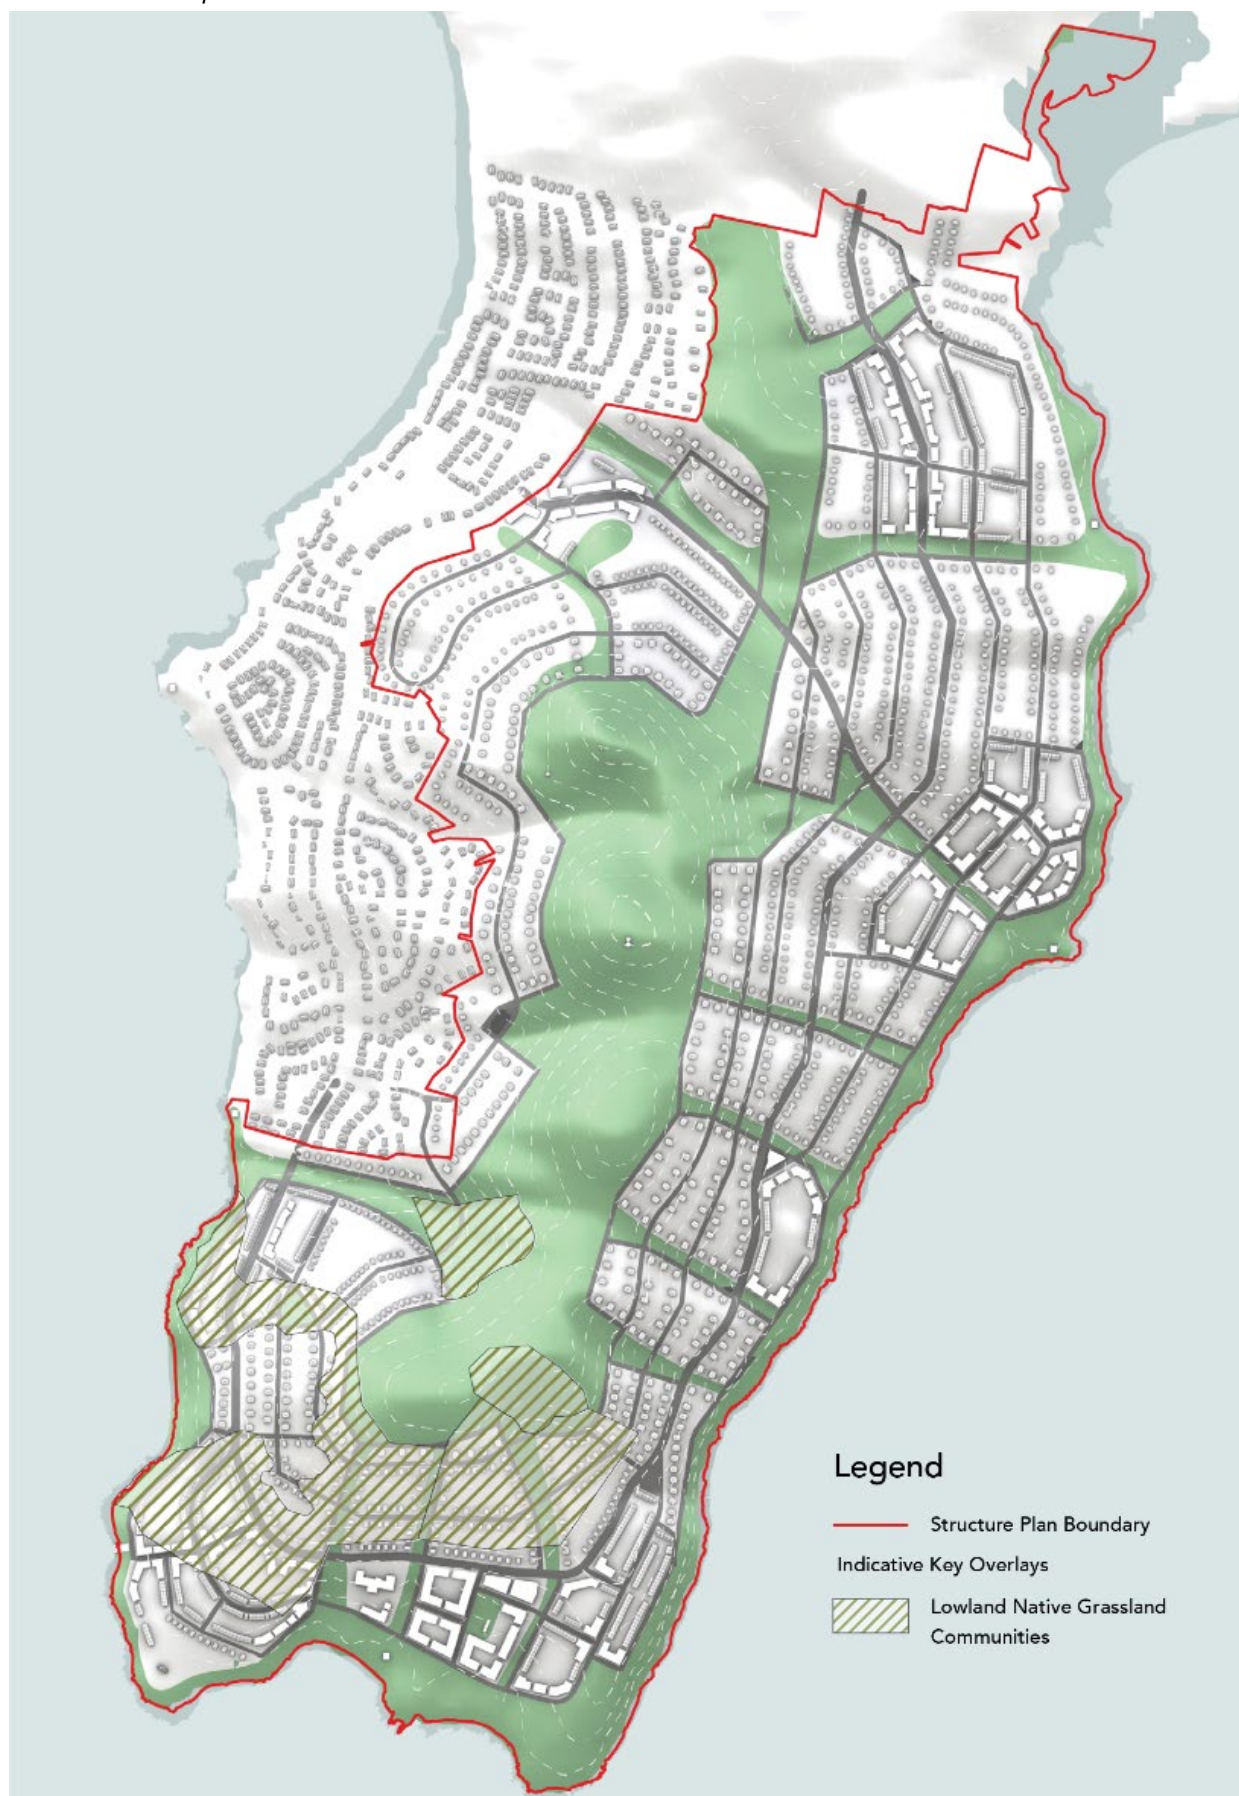 Legend
Structure Plan Boundary
Indicative Key Overlays
Lowland Native Grassland
Communities